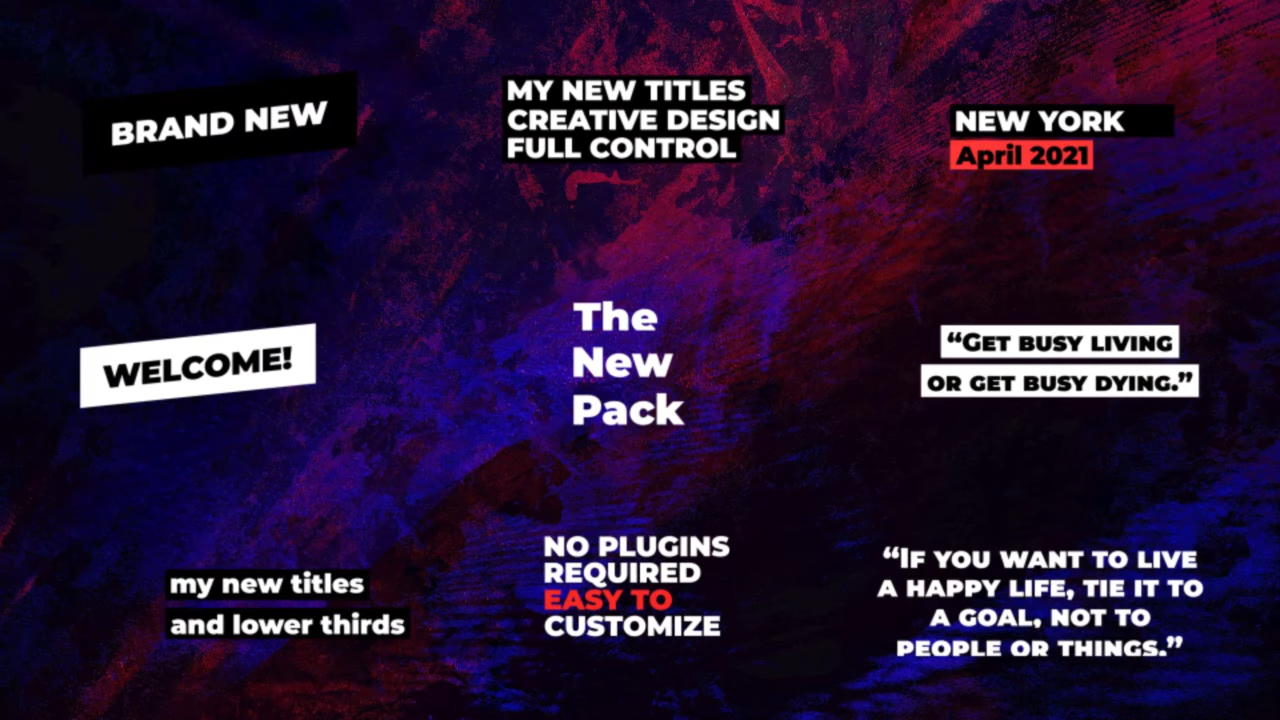 BRAND NEW
MY NEW TITLES
CREATIVE DESIGN
FULL CONTROL
NEW YORK
April 2021
WELCOME!
The
New
Pack
“GET BUSY LIVING
OR GET BUSY DYING.”
my new titles
and lower thirds
NO PLUGINS
REQUIRED
EASY TO
CUSTOMIZE
“IF YOU WANT TO LIVE
A HAPPY LIFE, TIE IT TO
A GOAL, NOT TO
PEOPLE OR THINGS.”